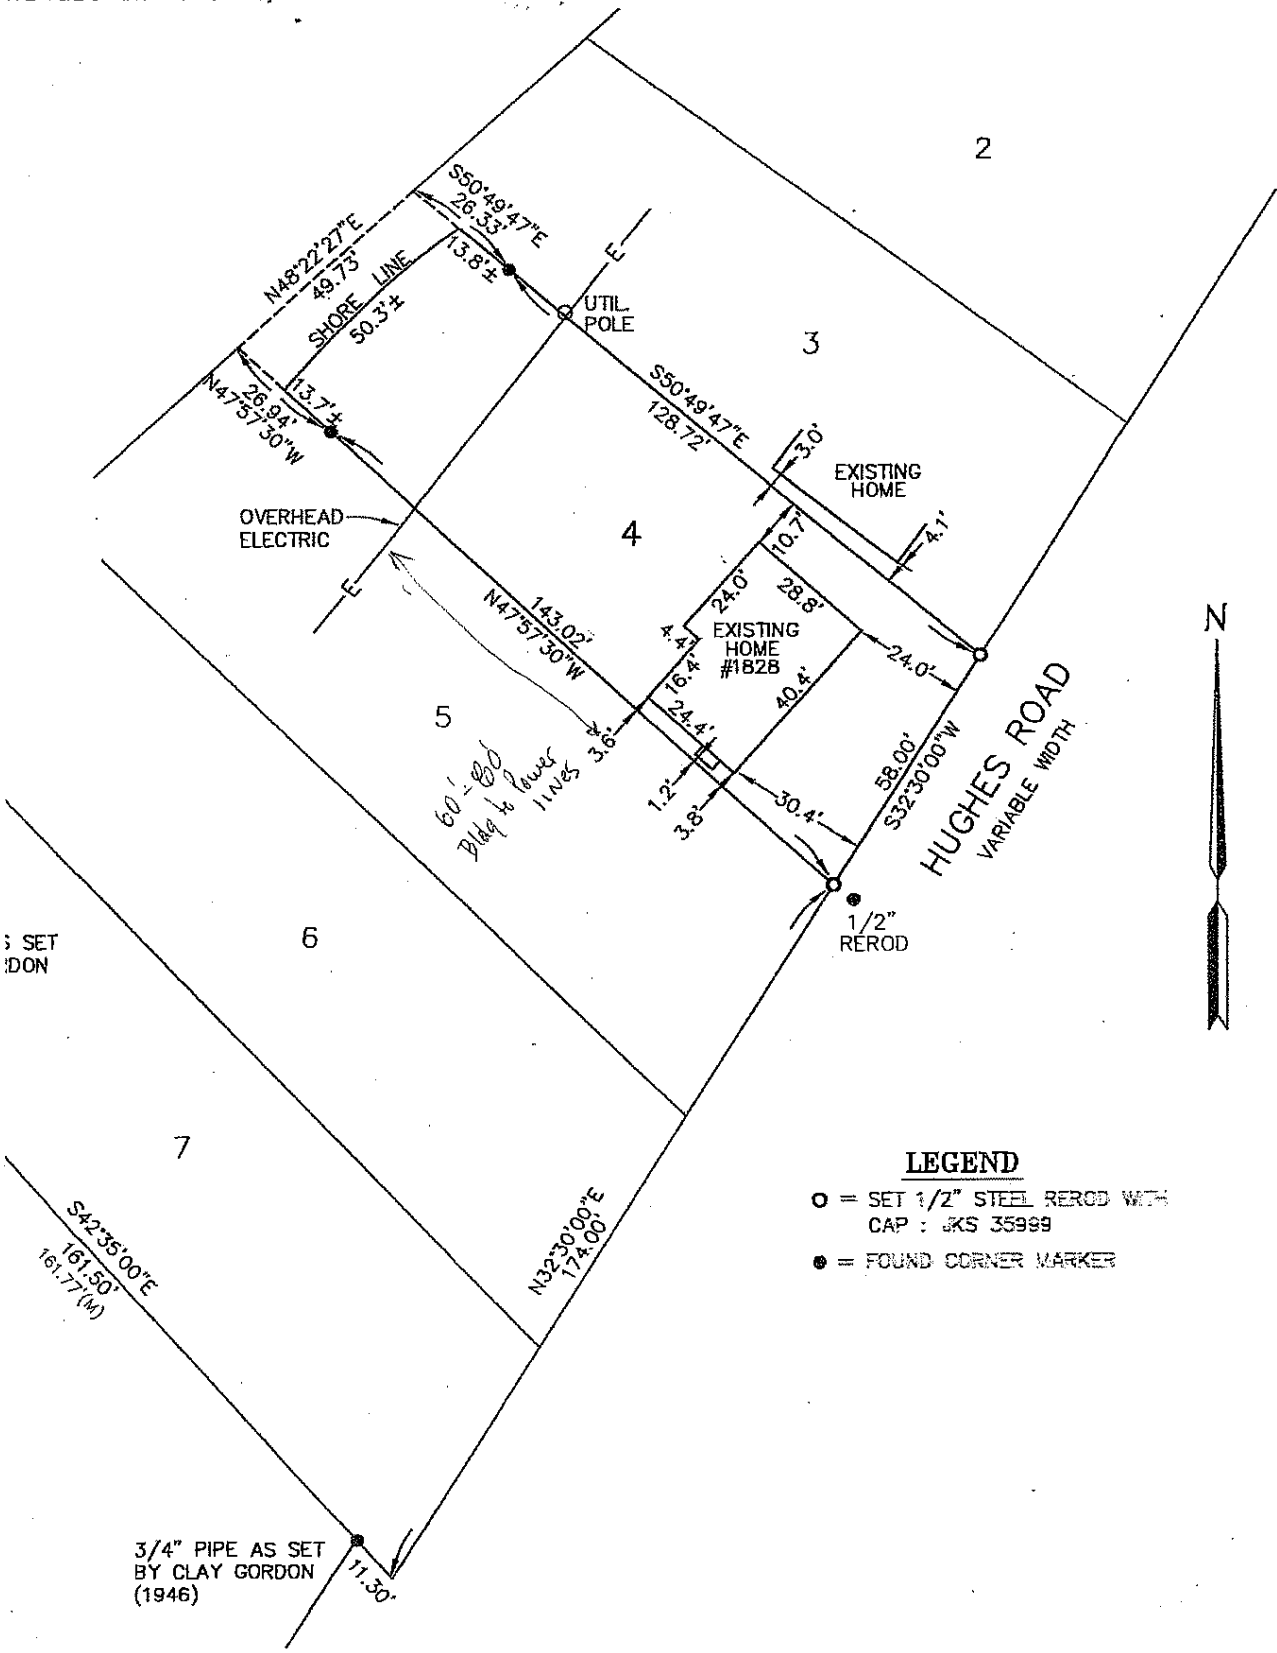 2
S50°49'47"E
26.33'
N48°22'27"E
49.73'
SHORE LINE
50.3'±
13.8'±
E
UTIL.
POLE
3
S50°49'47"E
128.72'
13.7'±
26.94'
N47°57'30"W
3.0'
EXISTING
HOME
4.1'
OVERHEAD
ELECTRIC
4
10.7'
24.0'
28.8'
E
143.02'
N47°57'30"W
4.4'
EXISTING
HOME
#1828
16.4'
24.0'
40.4'
24.4'
N
5
3.6'
60'-80'
Bldg to Power
lines
1.2'
3.8'
30.4'
58.00'
S32°30'00"W
HUGHES ROAD
VARIABLE WIDTH
1/2"
REROD
6
SET
DON
7
LEGEND
O = SET 1/2" STEEL REROD WITH
CAP : JKS 35999
● = FOUND CORNER MARKER
S42°35'00"E
161.50'
161.77'(M)
N32°30'00"E
174.00'
3/4" PIPE AS SET
BY CLAY GORDON
(1946)
11.30'